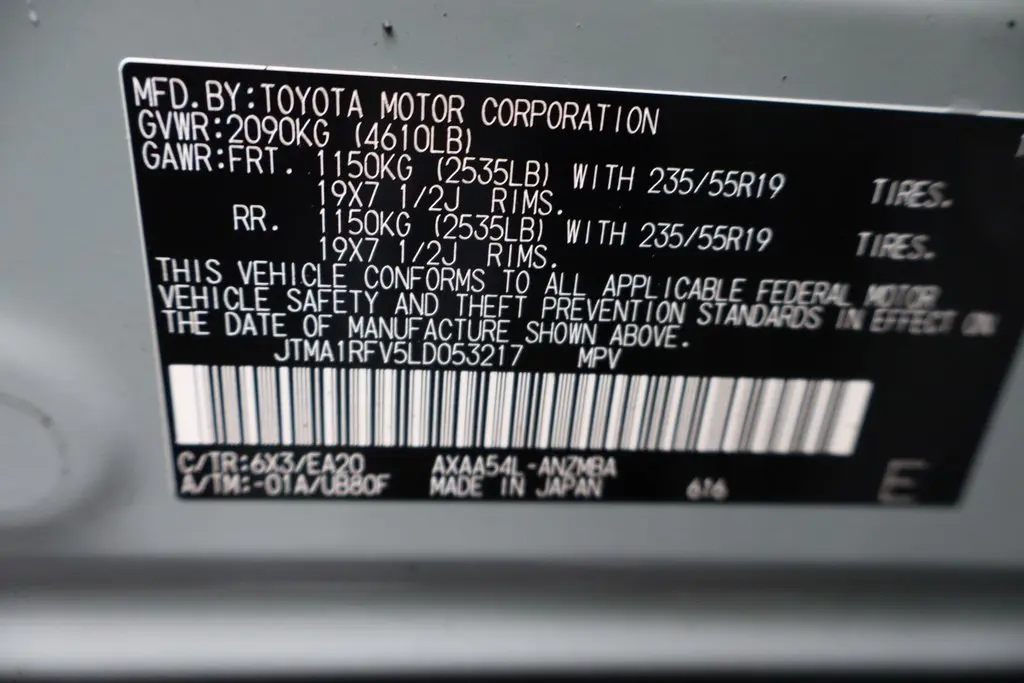 MFD.BY:TOYOTA MOTOR CORPORATION
GVWR:2090KG (4610LB)
GAWR:FRT. 1150KG (2535LB) WITH 235/55R19 TIRES.
19X7 1/2J RIMS.
RR. 1150KG (2535LB) WITH 235/55R19 TIRES.
19X7 1/2J RIMS.
THIS VEHICLE CONFORMS TO ALL APPLICABLE FEDERAL MOTOR
VEHICLE SAFETY AND THEFT PREVENTION STANDARDS IN EFFECT ON
THE DATE OF MANUFACTURE SHOWN ABOVE.
JTMA1RFV5LD053217 MPV
C/TR:6X3/EA20 AXAA54L-ANZMBA
A/TM:-01A/UB80F MADE IN JAPAN 616 E